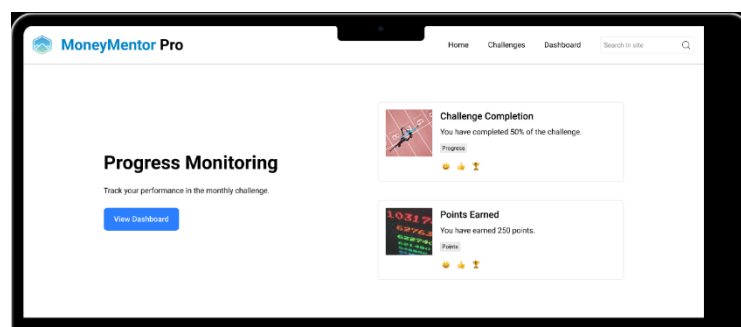 MoneyMentor Pro
Home Challenges Dashboard Search in site
Progress Monitoring
Track your performance in the monthly challenge.
View Dashboard
Challenge Completion
You have completed 50% of the challenge.
Progress
Points Earned
You have earned 250 points.
Points